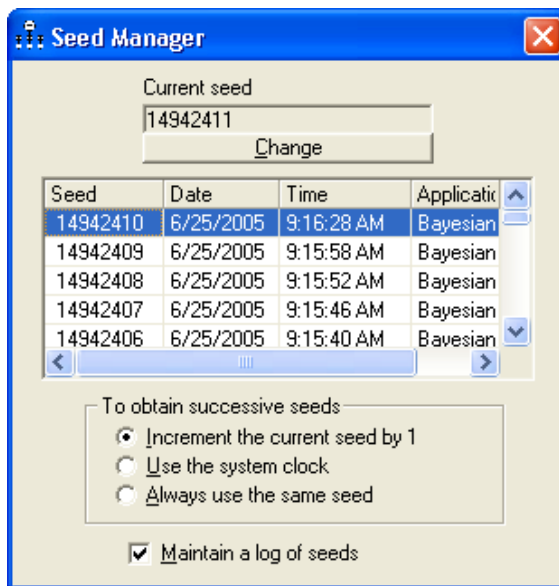 Seed Manager
Current seed
14942411
Change
Seed Date Time Applicatic
14942410 6/25/2005 9:16:28 AM Bayesian
14942409 6/25/2005 9:15:58 AM Bayesian
14942408 6/25/2005 9:15:52 AM Bayesian
14942407 6/25/2005 9:15:46 AM Bayesian
14942406 6/25/2005 9:15:40 AM Bayesian
To obtain successive seeds
Increment the current seed by 1
Use the system clock
Always use the same seed
Maintain a log of seeds